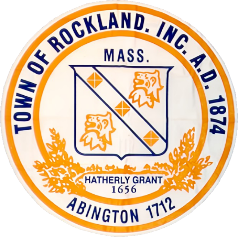 TOWN OF ROCKLAND. INC. A.D. 1874
MASS.
HATHERLY GRANT
1656
ABINGTON 1712